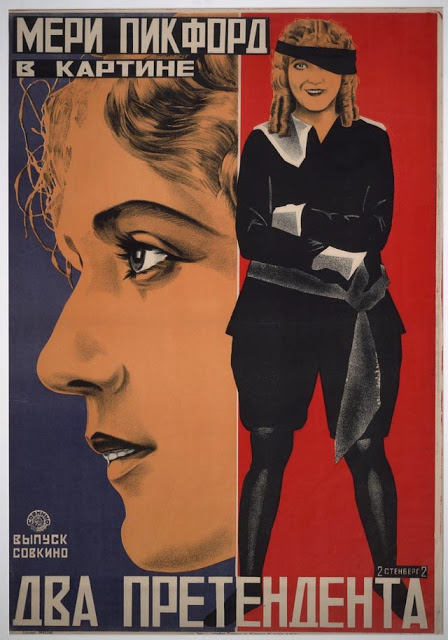 МЕРИ ПИКФОРД
В КАРТИНЕ
ВЫПУСК
СОВКИНО
2 СТЕНБЕРГ 2
ДВА ПРЕТЕНДЕНТА